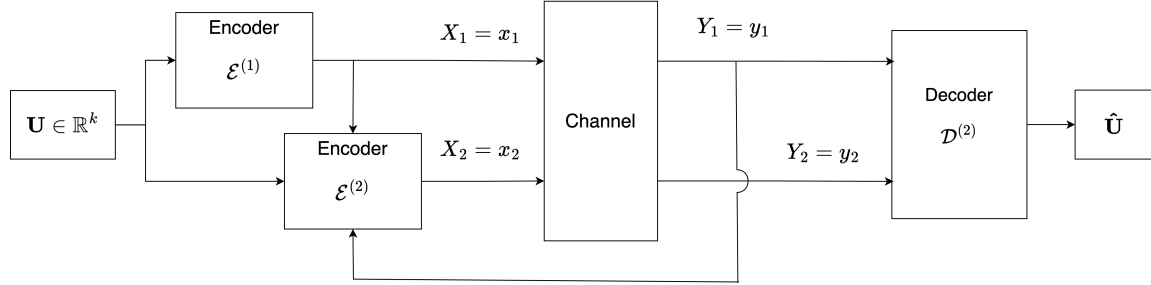 Encoder
$\mathcal{E}^{(1)}$
$X_1 = x_1$
$Y_1 = y_1$
$\mathbf{U} \in \mathbb{R}^k$
Encoder
$\mathcal{E}^{(2)}$
$X_2 = x_2$
Channel
$Y_2 = y_2$
Decoder
$\mathcal{D}^{(2)}$
$\hat{\mathbf{U}}$